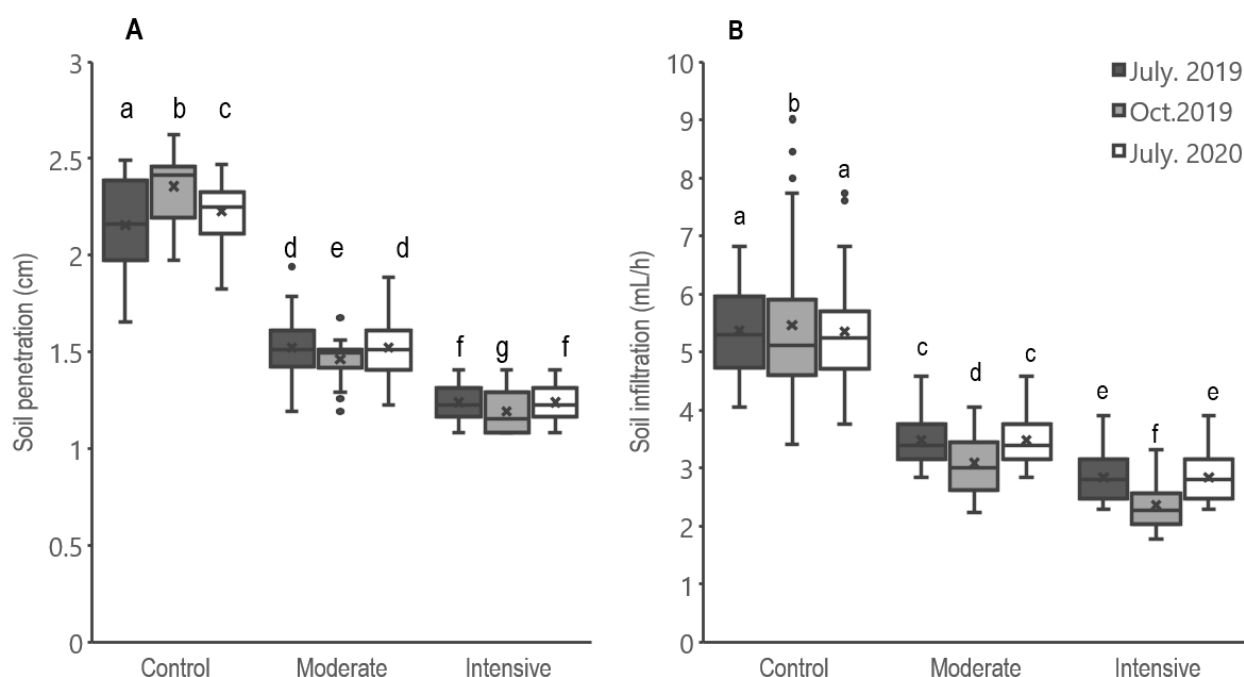 A
Soil penetration (cm)
3
2.5
2
1.5
1
0.5
0
a b c
d e d
f g f
Control Moderate Intensive
B
Soil infiltration (mL/h)
10
9
8
7
6
5
4
3
2
1
0
July. 2019
Oct.2019
July. 2020
a b a
c d c
e f e
Control Moderate Intensive